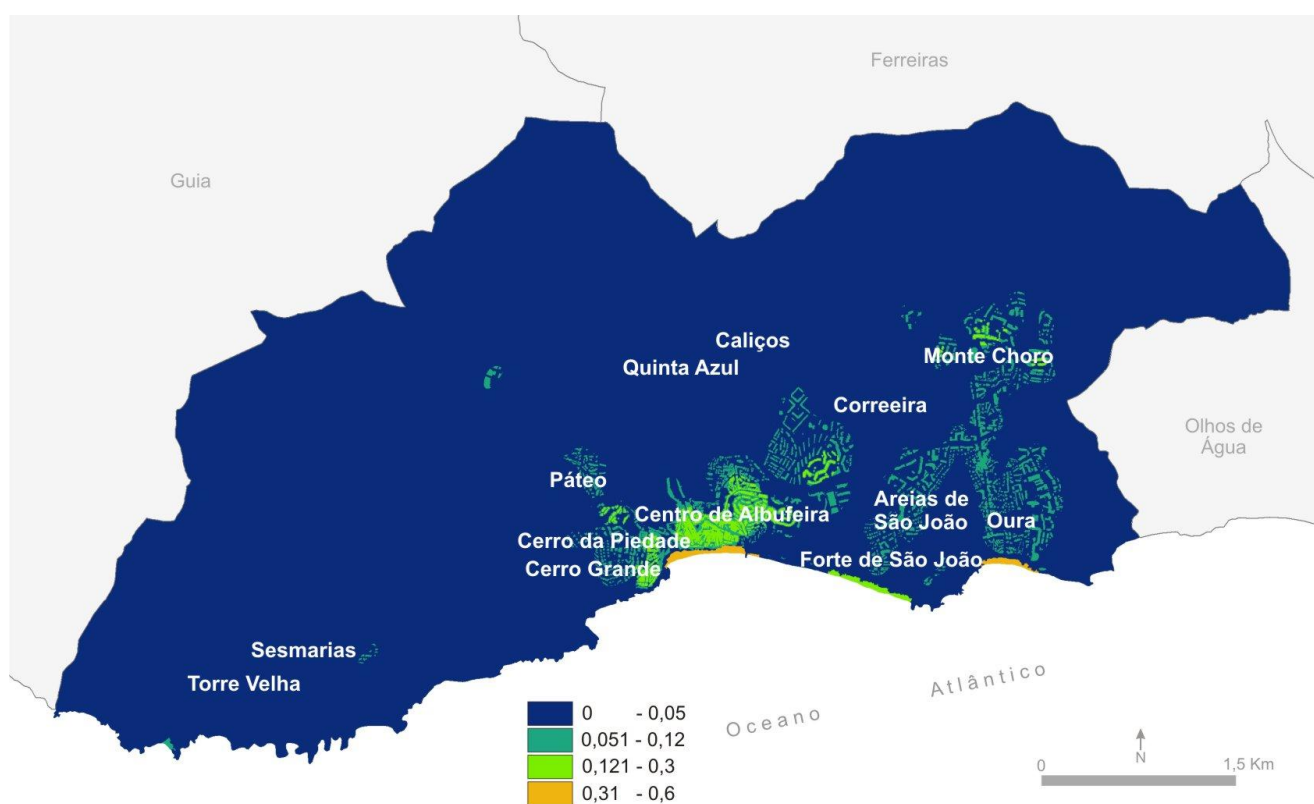 Ferreiras
Guia
Caliços
Quinta Azul
Monte Choro
Correeira
Olhos de
Água
Páteo
Areias de
São João
Oura
Centro de Albufeira
Cerro da Piedade
Forte de São João
Cerro Grande
Sesmarias
Torre Velha
Oceano Atlântico
0 - 0,05
0,051 - 0,12
0,121 - 0,3
0,31 - 0,6
N
0 1,5 Km